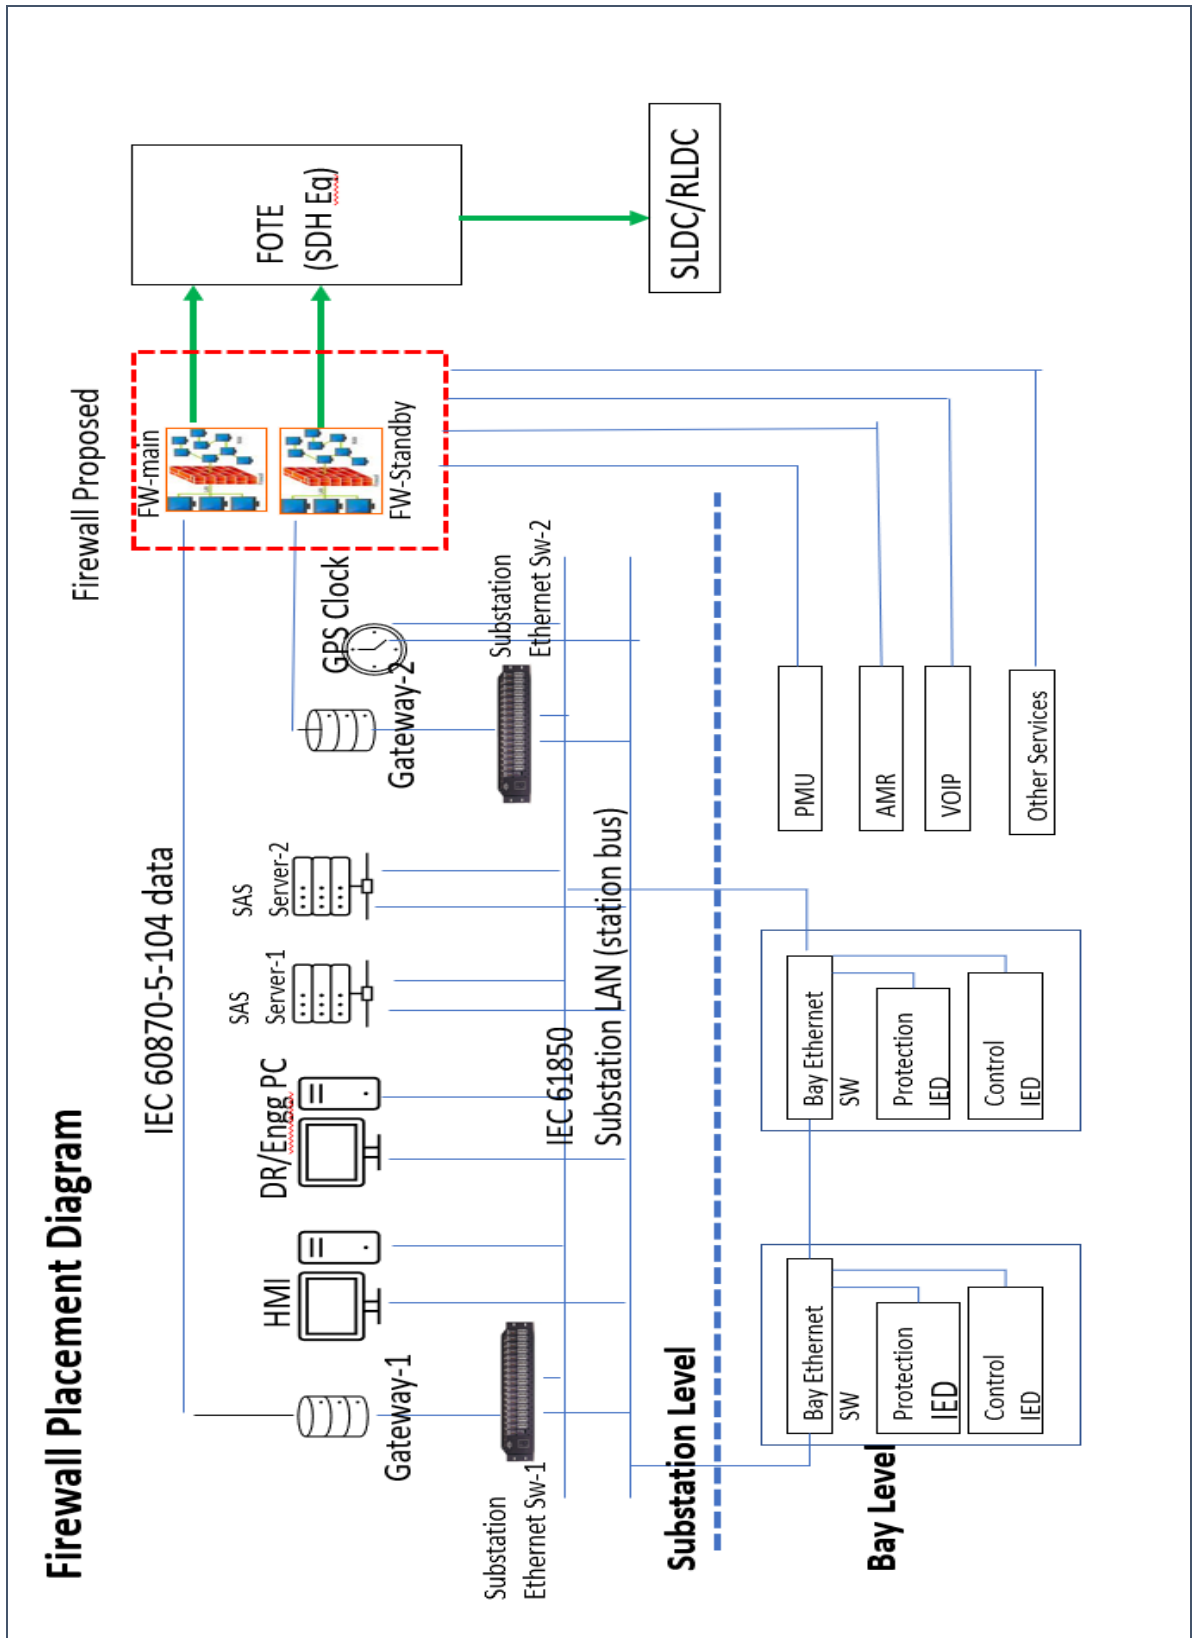 Firewall Placement Diagram
Firewall Proposed
IEC 60870-5-104 data
FW-main
FW-Standby
FOTE
(SDH Eq)
SLDC/RLDC
Gateway-1
HMI
DR/Engg PC
SAS
Server-1
SAS
Server-2
Gateway-2
GPS Clock
Substation
Ethernet Sw-1
Substation
Ethernet Sw-2
IEC 61850
Substation LAN (station bus)
Substation Level
Bay Level
Bay Ethernet
SW
Protection
IED
Control
IED
Bay Ethernet
SW
Protection
IED
Control
IED
PMU
AMR
VOIP
Other Services